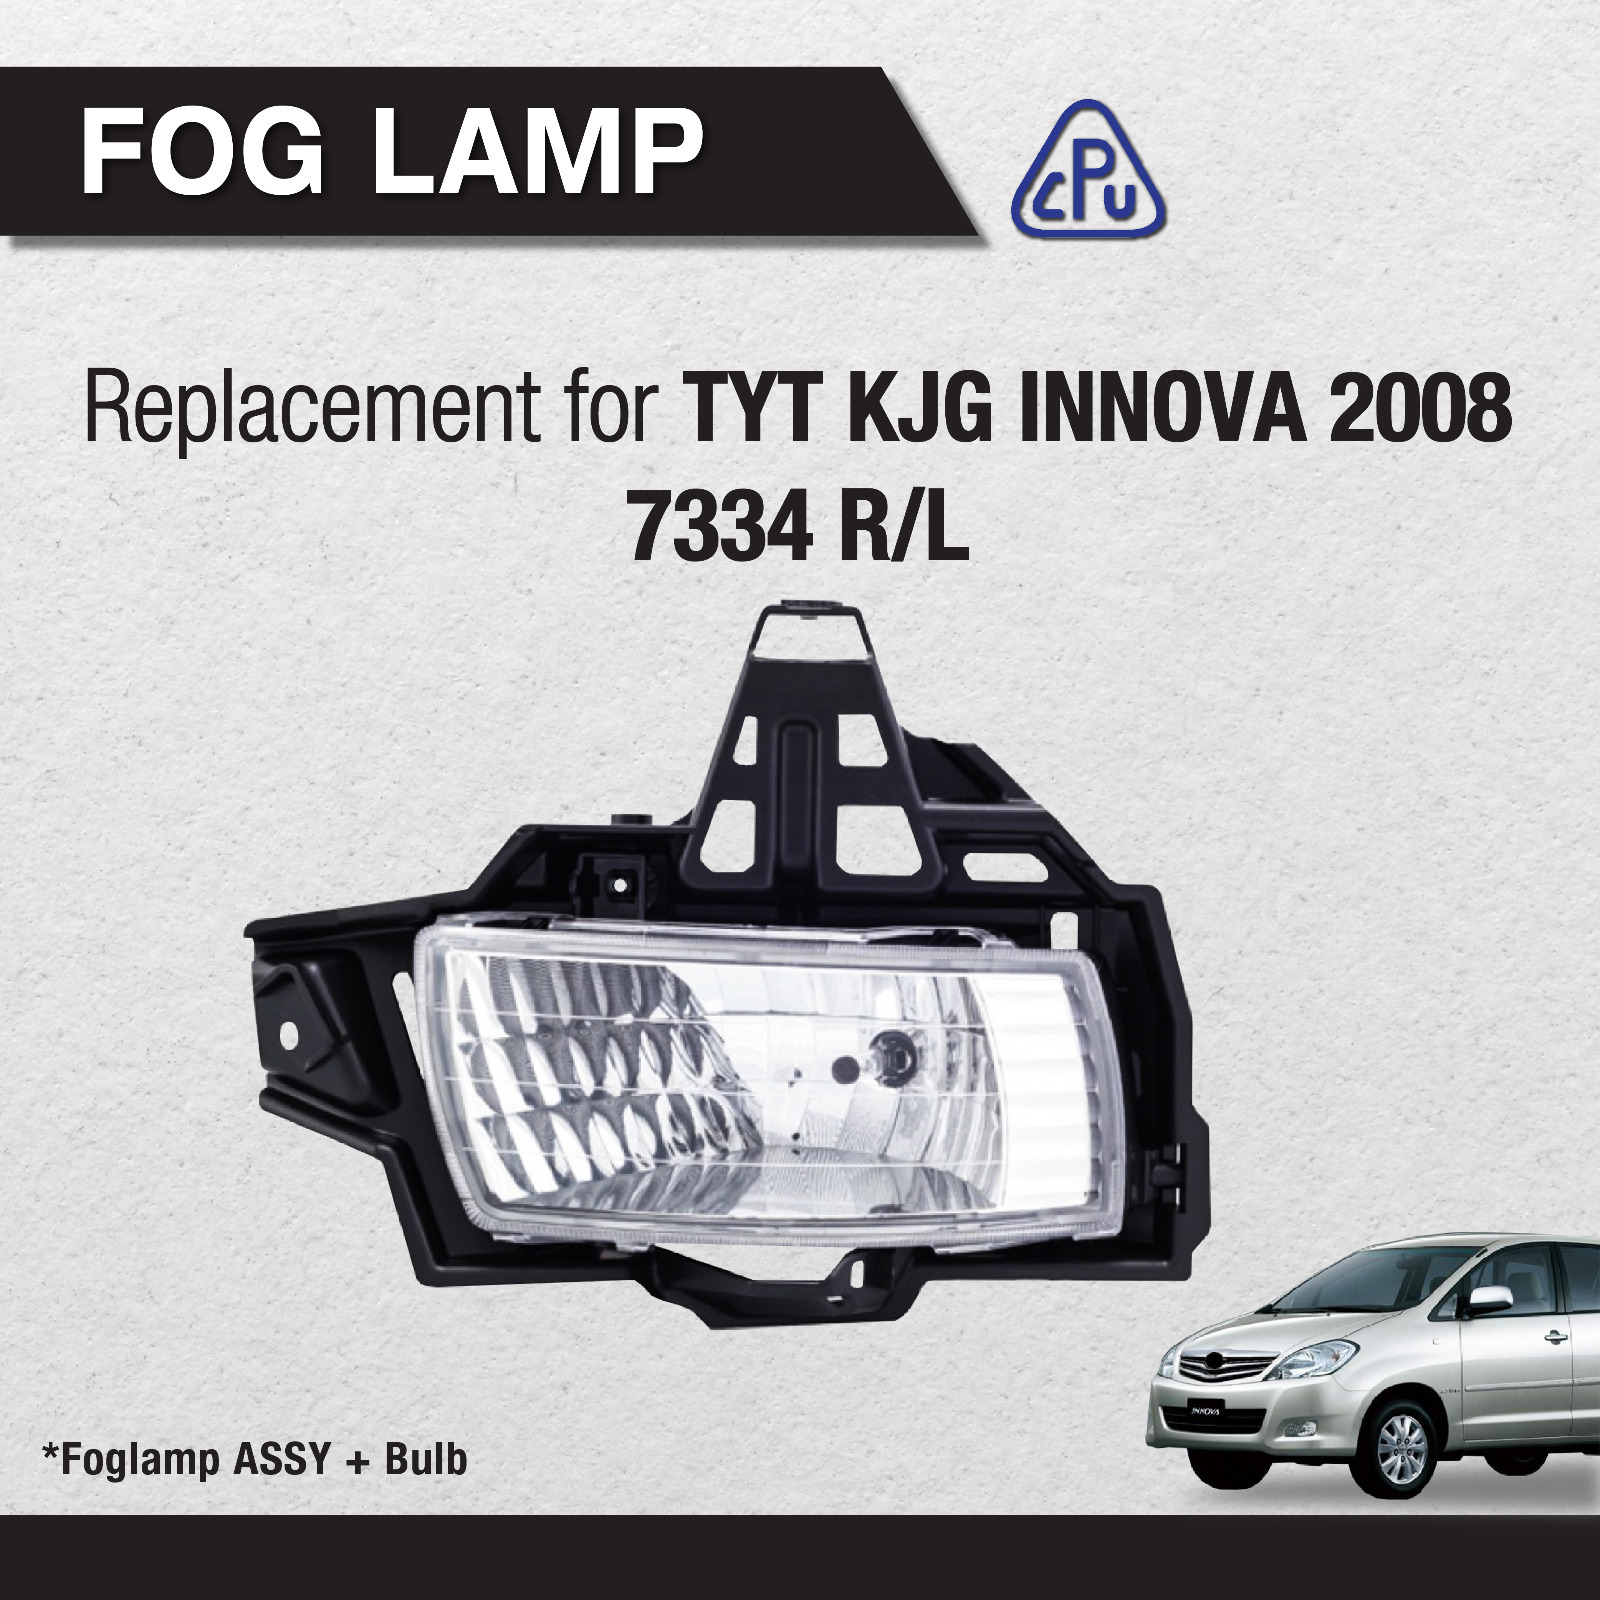 FOG LAMP
CPU
Replacement for TYT KJG INNOVA 2008
7334 R/L
INNOVA
*Foglamp ASSY + Bulb